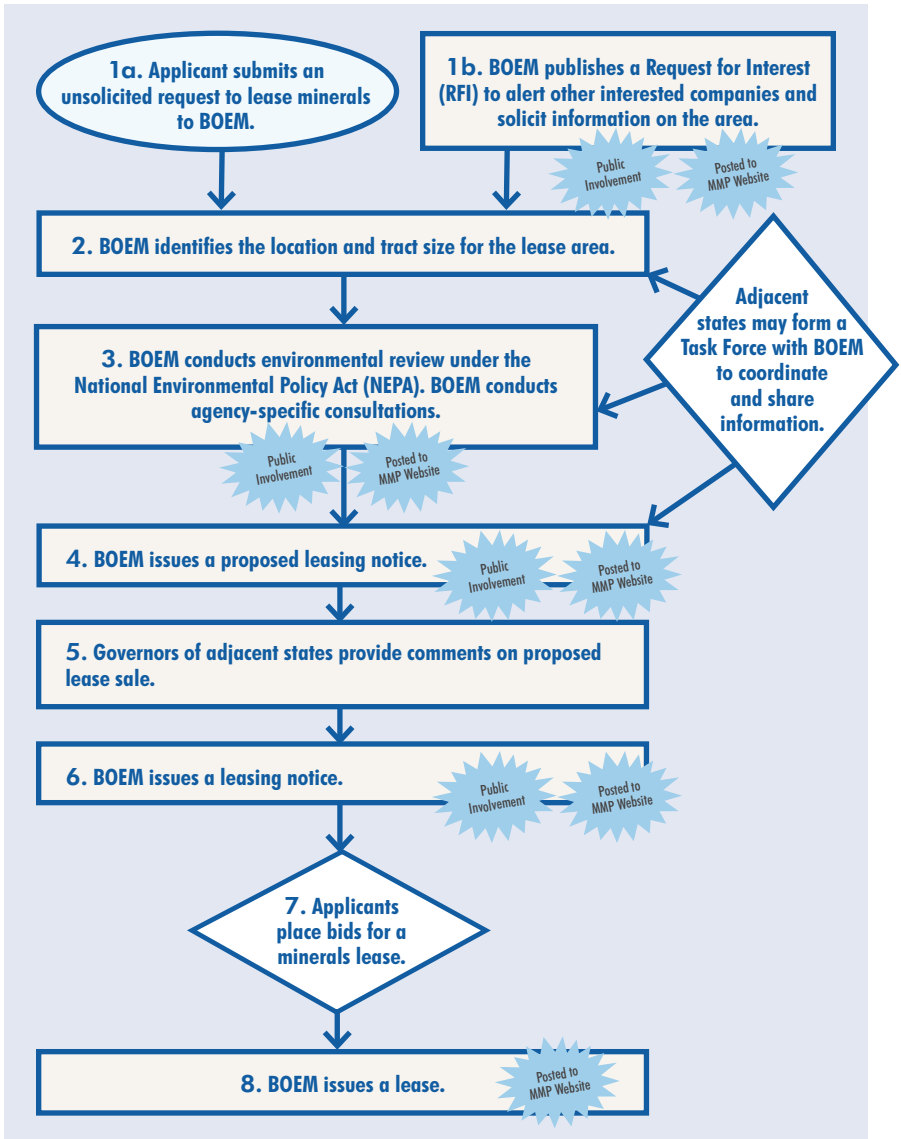 1a. Applicant submits an
unsolicited request to lease minerals
to BOEM.
1b. BOEM publishes a Request for Interest
(RFI) to alert other interested companies and
solicit information on the area.
Public
Involvement
Posted to
MMP Website
2. BOEM identifies the location and tract size for the lease area.
Adjacent
states may form a
Task Force with BOEM
to coordinate
and share
information.
3. BOEM conducts environmental review under the
National Environmental Policy Act (NEPA). BOEM conducts
agency-specific consultations.
Public
Involvement
Posted to
MMP Website
4. BOEM issues a proposed leasing notice.
Public
Involvement
Posted to
MMP Website
5. Governors of adjacent states provide comments on proposed
lease sale.
6. BOEM issues a leasing notice.
Public
Involvement
Posted to
MMP Website
7. Applicants
place bids for a
minerals lease.
8. BOEM issues a lease.
Posted to
MMP Website